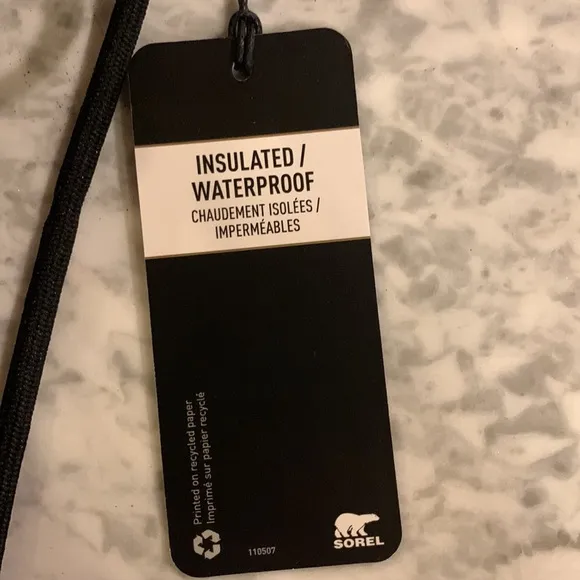 INSULATED /
WATERPROOF
CHAUDEMENT ISOLÉES /
IMPERMÉABLES
Printed on recycled paper
Imprimé sur papier recyclé
110507
SOREL